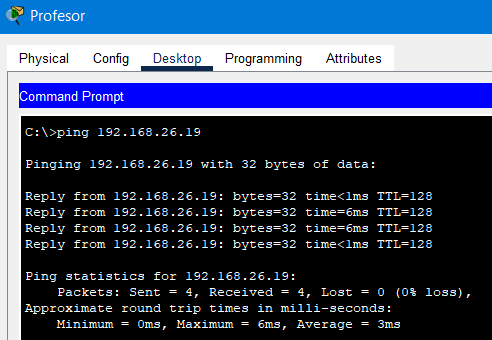 Profesor
Physical Config Desktop Programming Attributes
Command Prompt
C:\>ping 192.168.26.19
Pinging 192.168.26.19 with 32 bytes of data:
Reply from 192.168.26.19: bytes=32 time<1ms TTL=128
Reply from 192.168.26.19: bytes=32 time=6ms TTL=128
Reply from 192.168.26.19: bytes=32 time=6ms TTL=128
Reply from 192.168.26.19: bytes=32 time<1ms TTL=128
Ping statistics for 192.168.26.19:
Packets: Sent = 4, Received = 4, Lost = 0 (0% loss),
Approximate round trip times in milli-seconds:
Minimum = 0ms, Maximum = 6ms, Average = 3ms